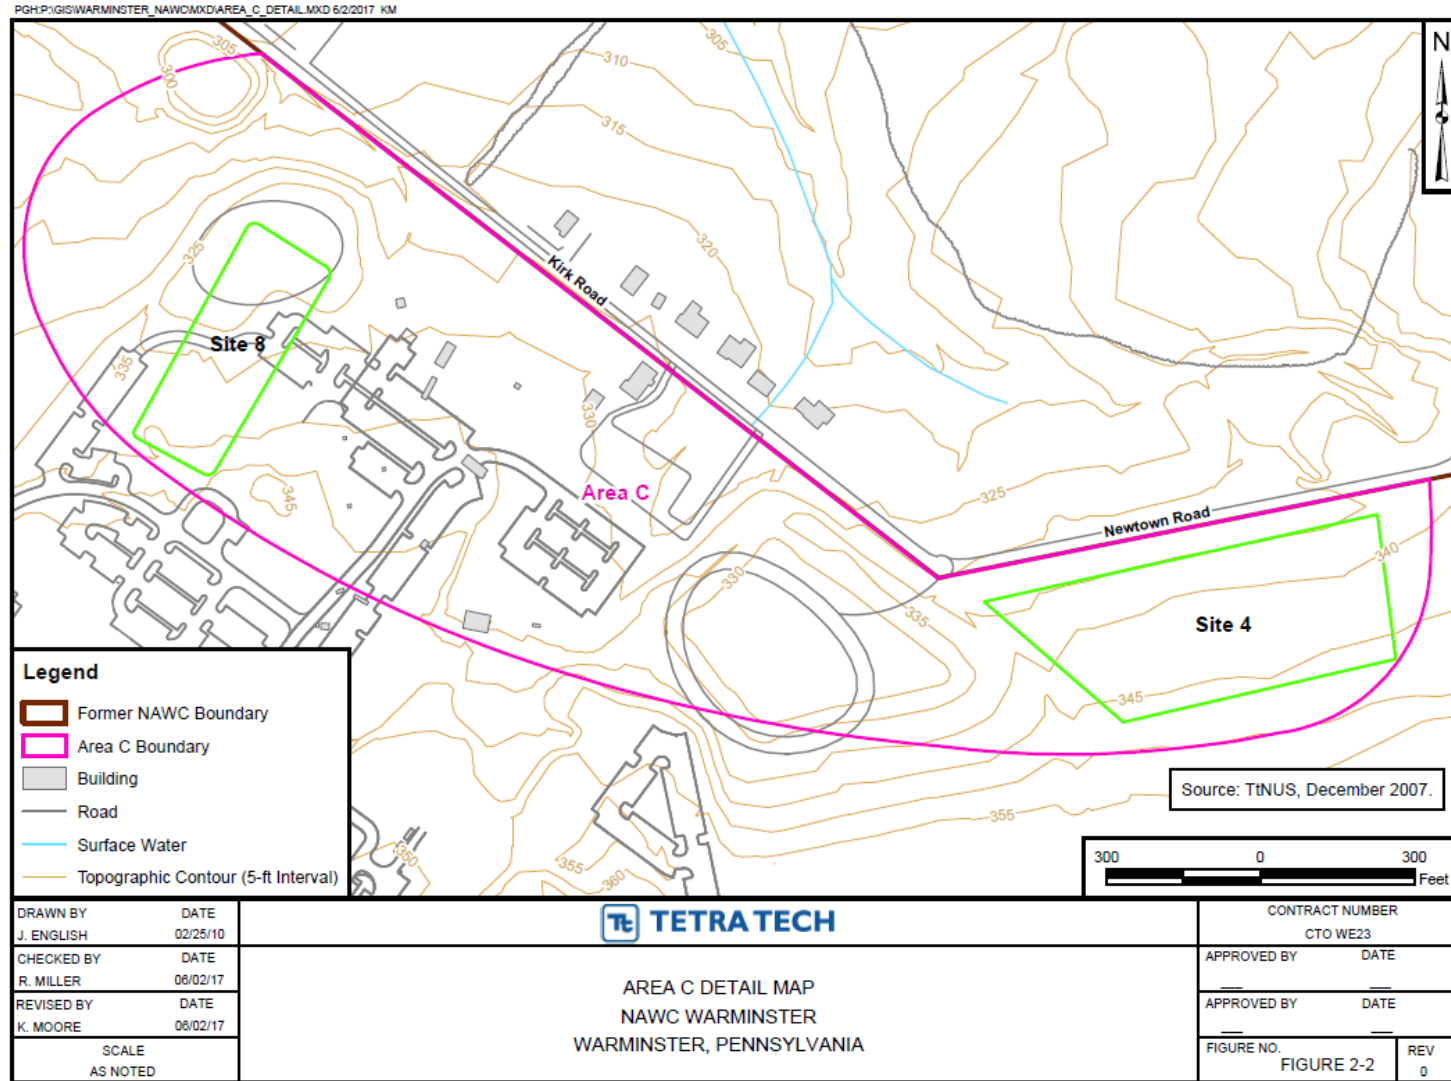 PGH:P:\GIS\WARMINSTER_NAWC\MXD\AREA_C_DETAIL.MXD 6/2/2017 KM
N
305
300
310
305
315
320
325
Kirk Road
Site 8
335
330
345
Area C
325
Newtown Road
340
330
335
Site 4
345
355
350
355
360
Legend
Former NAWC Boundary
Area C Boundary
Building
Road
Surface Water
Topographic Contour (5-ft Interval)
Source: TtNUS, December 2007.
300 0 300
Feet
DRAWN BY DATE
J. ENGLISH 02/25/10
CHECKED BY DATE
R. MILLER 06/02/17
REVISED BY DATE
K. MOORE 06/02/17
SCALE
AS NOTED
Tt TETRA TECH
AREA C DETAIL MAP
NAWC WARMINSTER
WARMINSTER, PENNSYLVANIA
CONTRACT NUMBER
CTO WE23
APPROVED BY DATE
___ ___
APPROVED BY DATE
___ ___
FIGURE NO.
FIGURE 2-2
REV
0